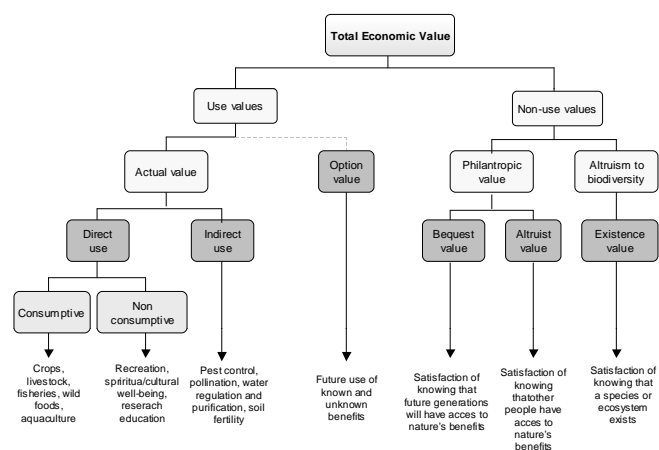 Total Economic Value
Use values
Non-use values
Actual value
Option
value
Philantropic
value
Altruism to
biodiversity
Direct
use
Indirect
use
Bequest
value
Altruist value
Existence
value
Consumptive
Non
consumptive
Crops,
livestock,
fisheries, wild
foods,
aquaculture
Recreation,
spriritua/cultural
well-being,
reserach
education
Pest control,
pollination, water
regulation and
purification, soil
fertility
Future use of
known and
unknown
benefits
Satisfaction of
knowing that
future generations
will have acces to
nature's benefits
Satisfaction of
knowing
thatother
people have
acces to
nature's
benefits
Satisfaction of
knowing that
a species or
ecosystem
exists